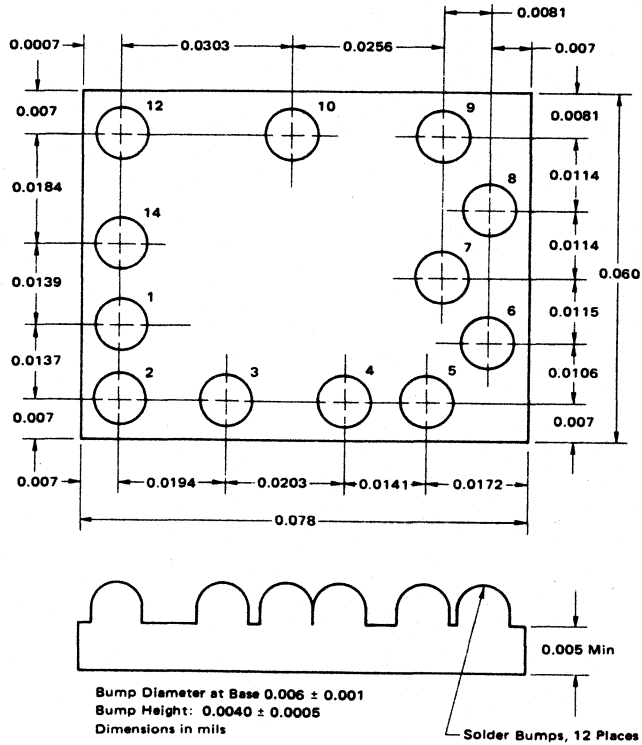 0.0081
0.0007 0.0303 0.0256 0.007
0.007 12 10 9 0.0081
0.0184 8 0.0114
14 7 0.0114
0.0139 0.060
1 6 0.0115
0.0137 0.0106
2 3 4 5
0.007 0.007
0.007 0.0194 0.0203 0.0141 0.0172
0.078
0.005 Min
Bump Diameter at Base 0.006 ± 0.001
Bump Height: 0.0040 ± 0.0005
Dimensions in mils
Solder Bumps, 12 Places